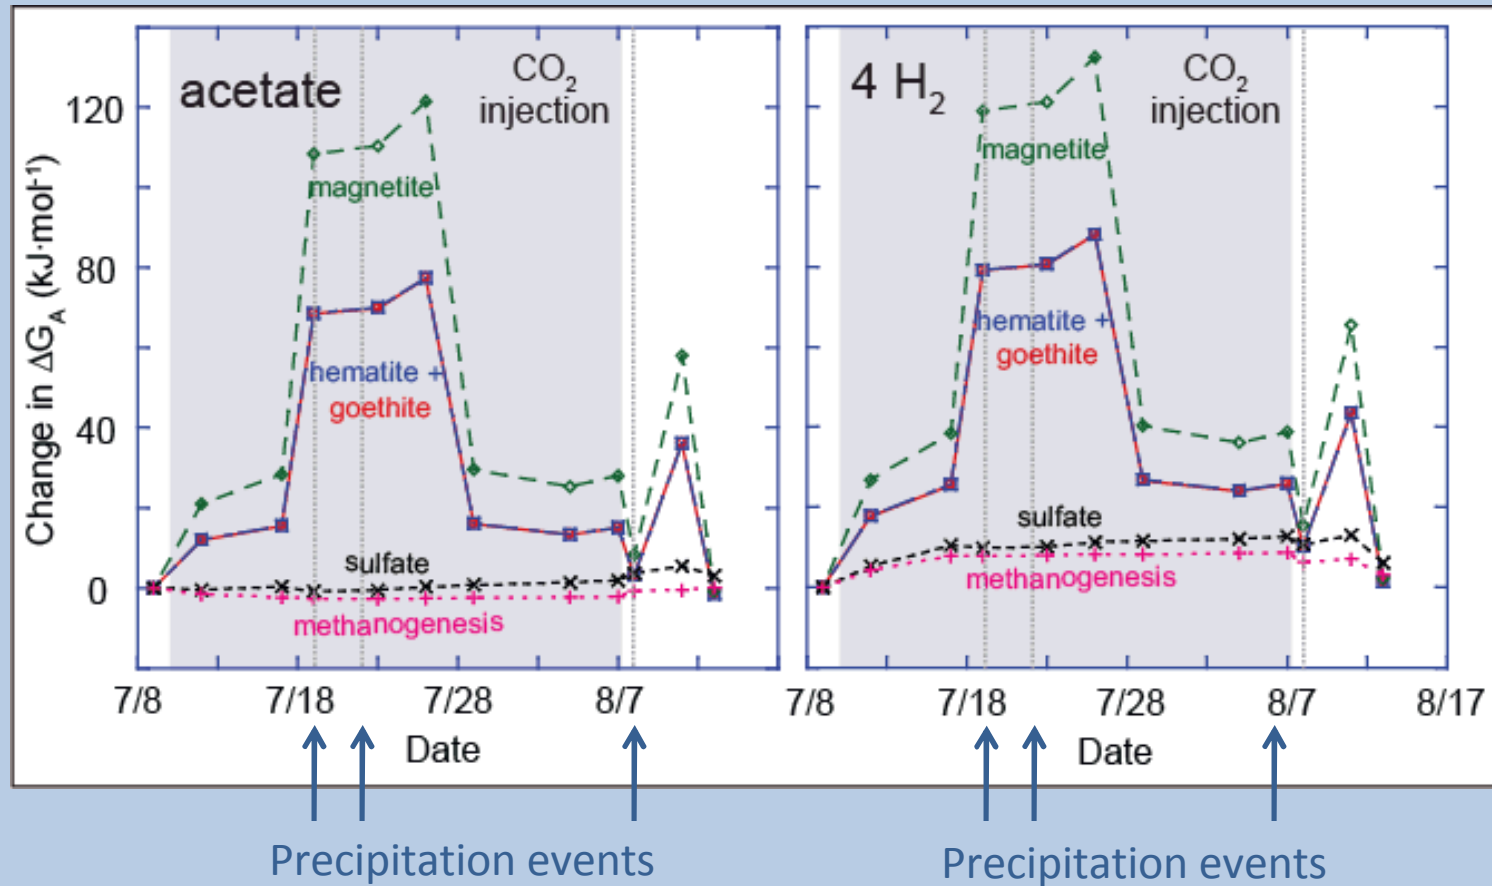 Change in ΔG_A (kJ·mol⁻¹)
120
80
40
0
acetate
CO₂
injection
magnetite
hematite +
goethite
sulfate
methanogenesis
7/8
7/18
7/28
8/7
Date
Precipitation events
4 H₂
CO₂
injection
magnetite
hematite +
goethite
sulfate
methanogenesis
7/8
7/18
7/28
8/7
8/17
Date
Precipitation events